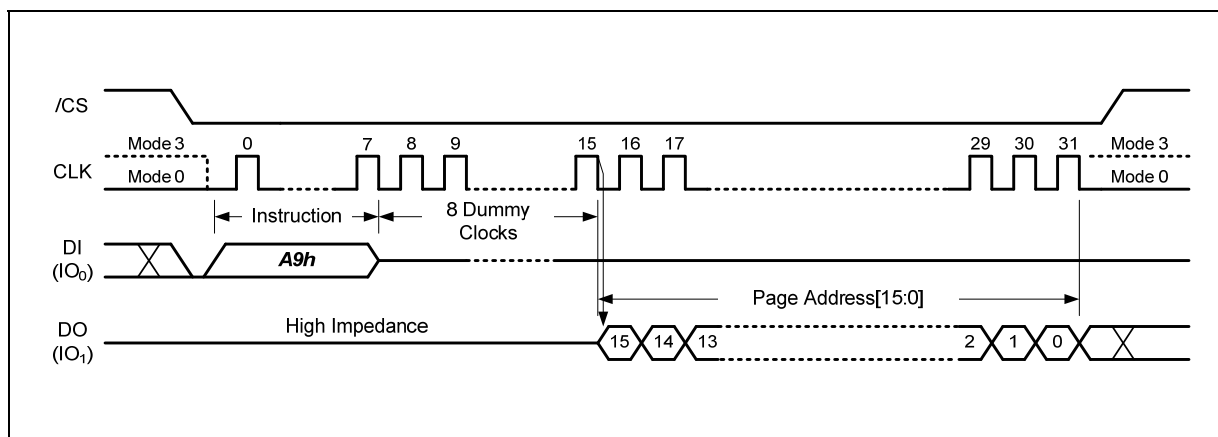 /CS
Mode 3 0 7 8 9 15 16 17 29 30 31 Mode 3
CLK
Mode 0 Mode 0
Instruction 8 Dummy
Clocks
DI
(IO0)
A9h
Page Address[15:0]
High Impedance
DO
(IO1)
15 14 13 2 1 0